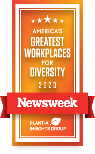 AMERICA'S
GREATEST
WORKPLACES
FOR
DIVERSITY
2023
Newsweek
PLANT-A
INSIGHTS GROUP